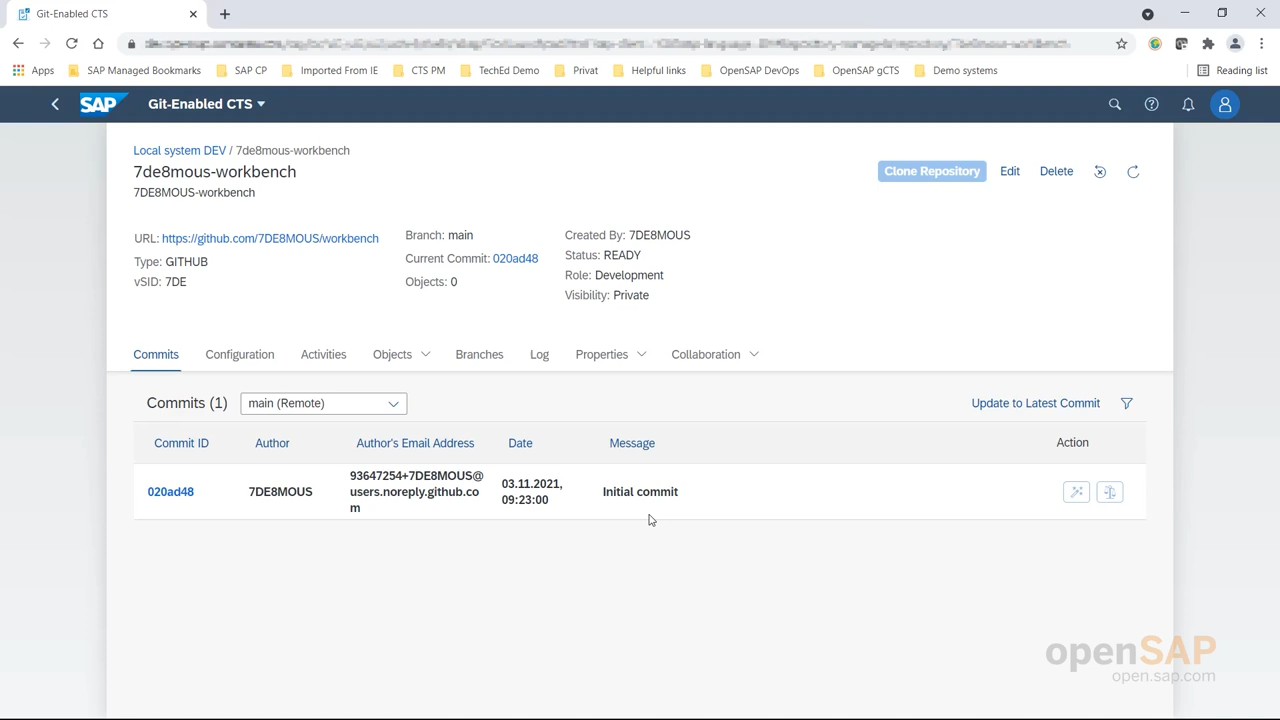 Git-Enabled CTS
Apps SAP Managed Bookmarks SAP CP Imported From IE CTS PM TechEd Demo Privat Helpful links OpenSAP DevOps OpenSAP gCTS Demo systems Reading list
SAP Git-Enabled CTS
Local system DEV / 7de8mous-workbench
7de8mous-workbench
Clone Repository Edit Delete
7DE8MOUS-workbench
URL: https://github.com/7DE8MOUS/workbench
Type: GITHUB
vSID: 7DE
Branch: main
Current Commit: 020ad48
Objects: 0
Created By: 7DE8MOUS
Status: READY
Role: Development
Visibility: Private
Commits Configuration Activities Objects Branches Log Properties Collaboration
Commits (1) main (Remote) Update to Latest Commit
Commit ID Author Author's Email Address Date Message Action
020ad48 7DE8MOUS
93647254+7DE8MOUS@
users.noreply.github.co
m
03.11.2021,
09:23:00
Initial commit
openSAP
open.sap.com